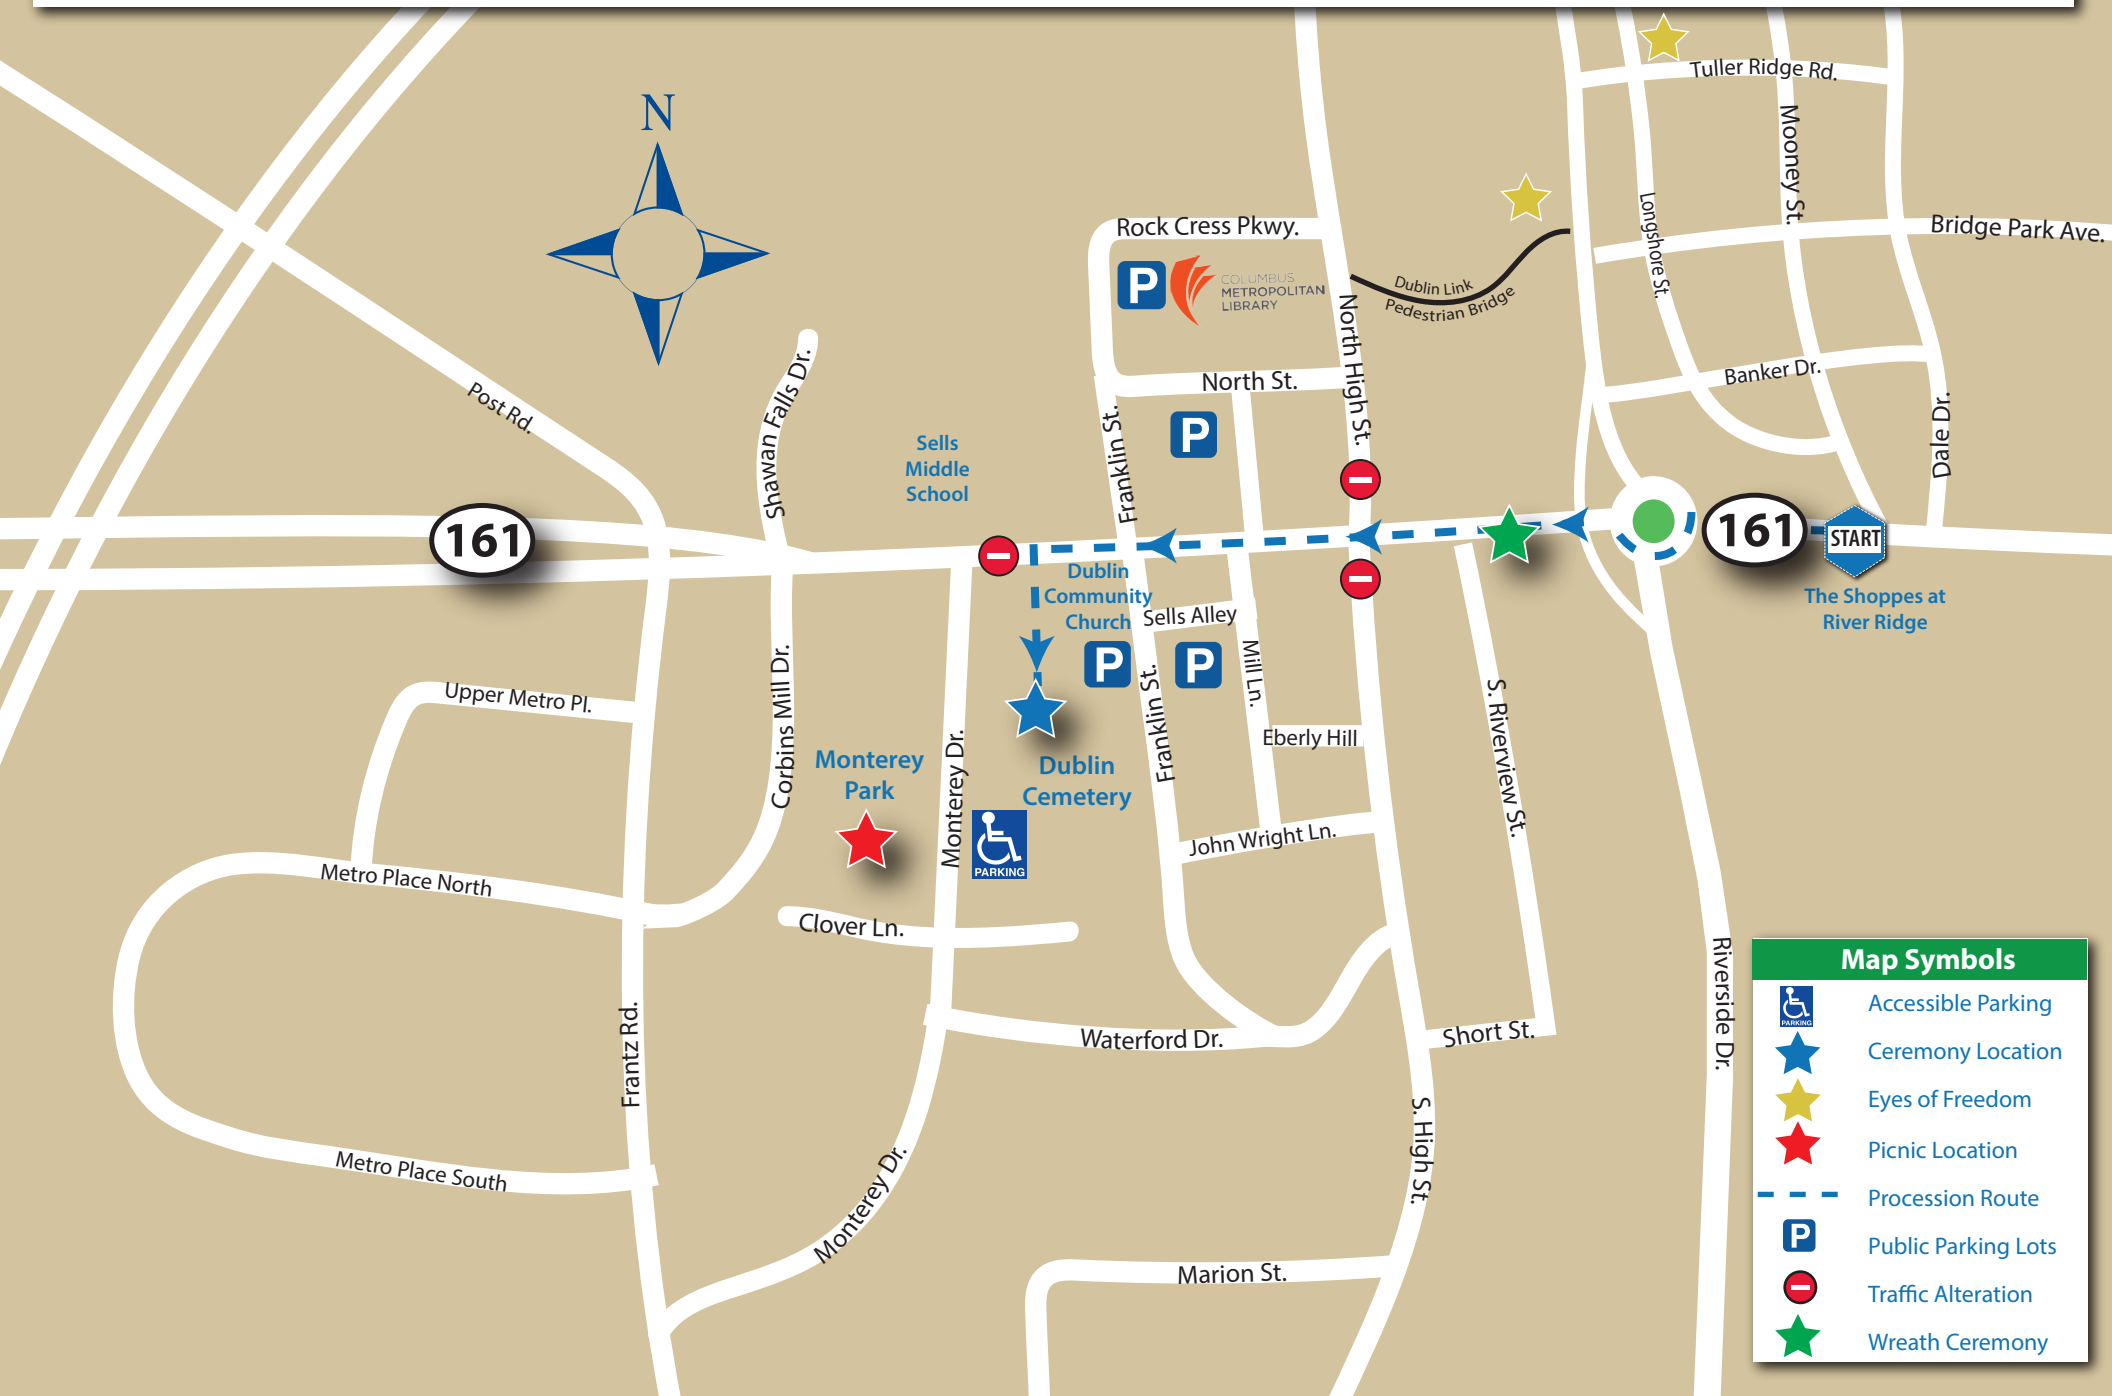 Tuller Ridge Rd.
N
Mooney St.
Longshore St.
Rock Cress Pkwy.
Bridge Park Ave.
P
COLUMBUS
METROPOLITAN
LIBRARY
Dublin Link
Pedestrian Bridge
North High St.
Shawan Falls Dr.
Post Rd.
North St.
Banker Dr.
Dale Dr.
Franklin St.
P
Sells
Middle
School
161
161
START
Dublin
Community
Church
The Shoppes at
River Ridge
Sells Alley
P
P
Mill Ln.
Franklin St.
Upper Metro Pl.
Corbins Mill Dr.
S. Riverview St.
Monterey
Park
Monterey Dr.
Dublin
Cemetery
Eberly Hill
PARKING
John Wright Ln.
Metro Place North
Clover Ln.
Riverside Dr.
Frantz Rd.
Waterford Dr.
Short St.
S. High St.
Metro Place South
Monterey Dr.
Marion St.
Map Symbols
PARKING
Accessible Parking
Ceremony Location
Eyes of Freedom
Picnic Location
Procession Route
P
Public Parking Lots
Traffic Alteration
Wreath Ceremony